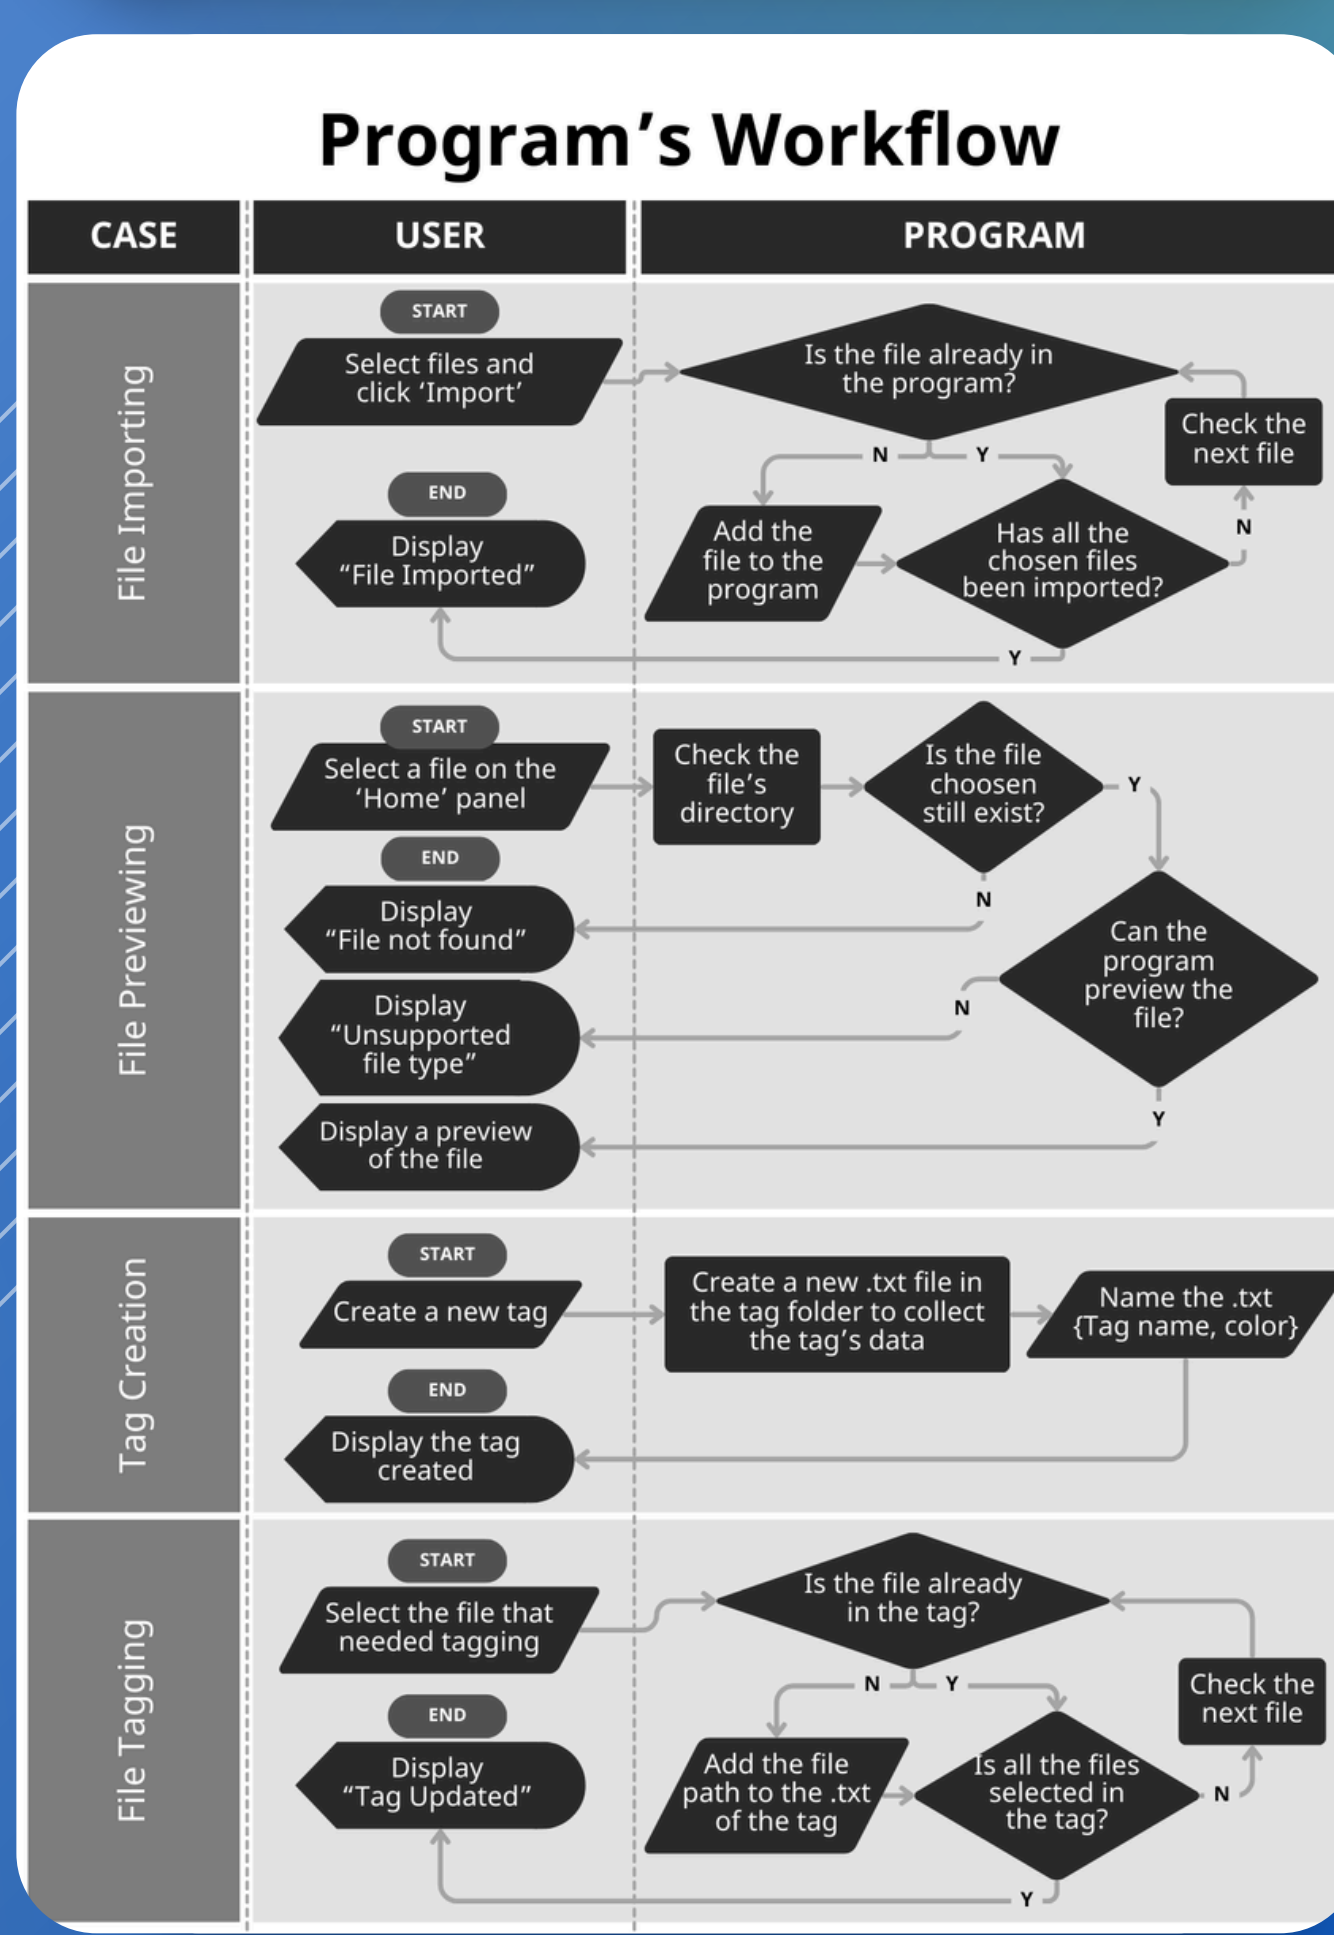 Program’s Workflow
CASE
USER
PROGRAM
File Importing
START
Select files and
click ‘Import’
Is the file already in
the program?
Check the
next file
N
Y
END
Display
“File Imported”
Add the
file to the
program
Has all the
chosen files
been imported?
N
Y
File Previewing
START
Select a file on the
‘Home’ panel
Check the
file’s
directory
Is the file
choosen
still exist?
Y
END
N
Display
“File not found”
Can the
program
preview the
file?
N
Display
“Unsupported
file type”
Y
Display a preview
of the file
Tag Creation
START
Create a new tag
Create a new .txt file in
the tag folder to collect
the tag’s data
Name the .txt
{Tag name, color}
END
Display the tag
created
File Tagging
START
Select the file that
needed tagging
Is the file already
in the tag?
Check the
next file
N
Y
END
Display
“Tag Updated”
Add the file
path to the .txt
of the tag
Is all the files
selected in
the tag?
N
Y